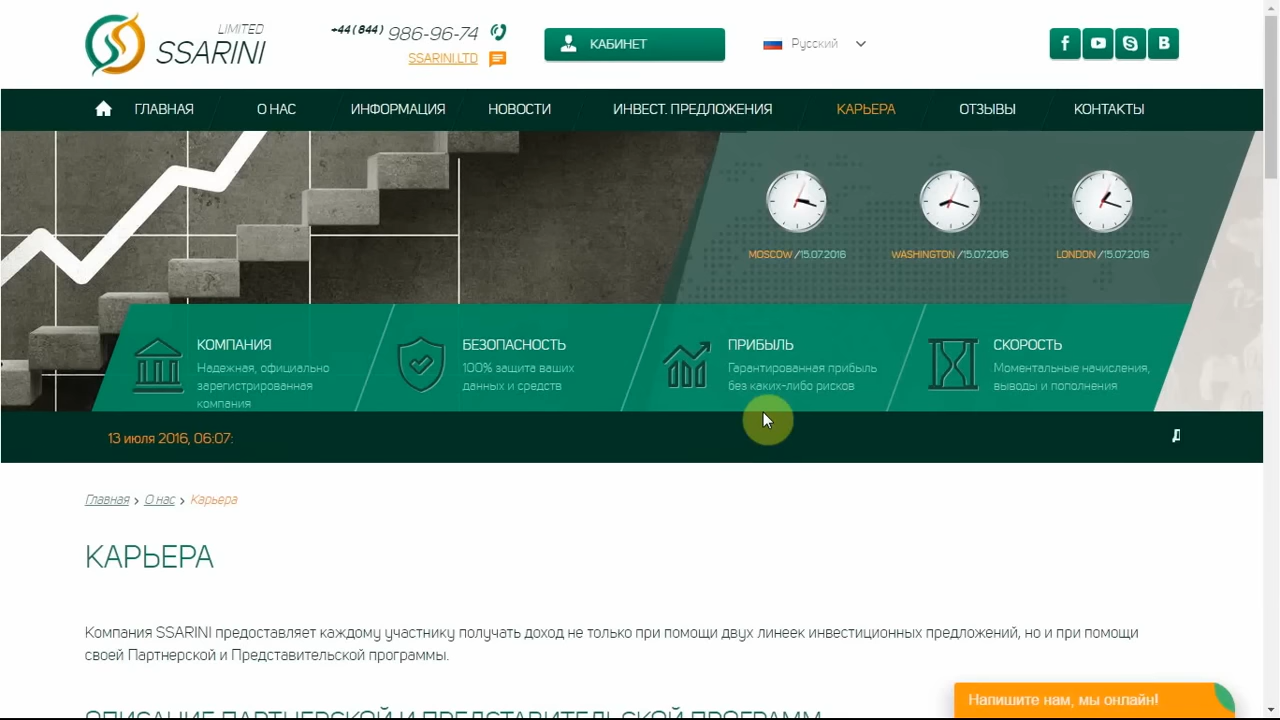 LIMITED
SSARINI
+44 (844) 986-96-74
SSARINI.LTD
КАБИНЕТ
Русский
ГЛАВНАЯ О НАС ИНФОРМАЦИЯ НОВОСТИ ИНВЕСТ. ПРЕДЛОЖЕНИЯ КАРЬЕРА ОТЗЫВЫ КОНТАКТЫ
MOSCOW /15.07.2016 WASHINGTON /15.07.2016 LONDON /15.07.2016
КОМПАНИЯ
Надежная, официально
зарегистрированная
компания
БЕЗОПАСНОСТЬ
100% защита ваших
данных и средств
ПРИБЫЛЬ
Гарантированная прибыль
без каких-либо рисков
СКОРОСТЬ
Моментальные начисления,
выводы и пополнения
13 июля 2016, 06:07:
Главная > О нас > Карьера
КАРЬЕРА
Компания SSARINI предоставляет каждому участнику получать доход не только при помощи двух линеек инвестиционных предложений, но и при помощи
своей Партнерской и Представительской программы.
ОПИСАНИЕ ПАРТНЕРСКОЙ И ПРЕДСТАВИТЕЛЬСКОЙ ПРОГРАММ
Напишите нам, мы онлайн!